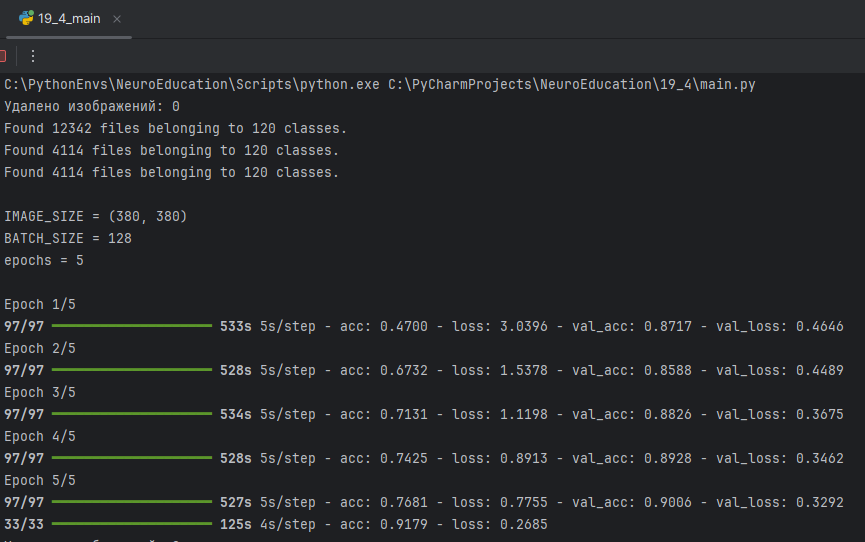 19_4_main
C:\PythonEnvs\NeuroEducation\Scripts\python.exe C:\PyCharmProjects\NeuroEducation\19_4\main.py
Удалено изображений: 0
Found 12342 files belonging to 120 classes.
Found 4114 files belonging to 120 classes.
Found 4114 files belonging to 120 classes.
IMAGE_SIZE = (380, 380)
BATCH_SIZE = 128
epochs = 5
Epoch 1/5
97/97 533s 5s/step - acc: 0.4700 - loss: 3.0396 - val_acc: 0.8717 - val_loss: 0.4646
Epoch 2/5
97/97 528s 5s/step - acc: 0.6732 - loss: 1.5378 - val_acc: 0.8588 - val_loss: 0.4489
Epoch 3/5
97/97 534s 5s/step - acc: 0.7131 - loss: 1.1198 - val_acc: 0.8826 - val_loss: 0.3675
Epoch 4/5
97/97 528s 5s/step - acc: 0.7425 - loss: 0.8913 - val_acc: 0.8928 - val_loss: 0.3462
Epoch 5/5
97/97 527s 5s/step - acc: 0.7681 - loss: 0.7755 - val_acc: 0.9006 - val_loss: 0.3292
33/33 125s 4s/step - acc: 0.9179 - loss: 0.2685